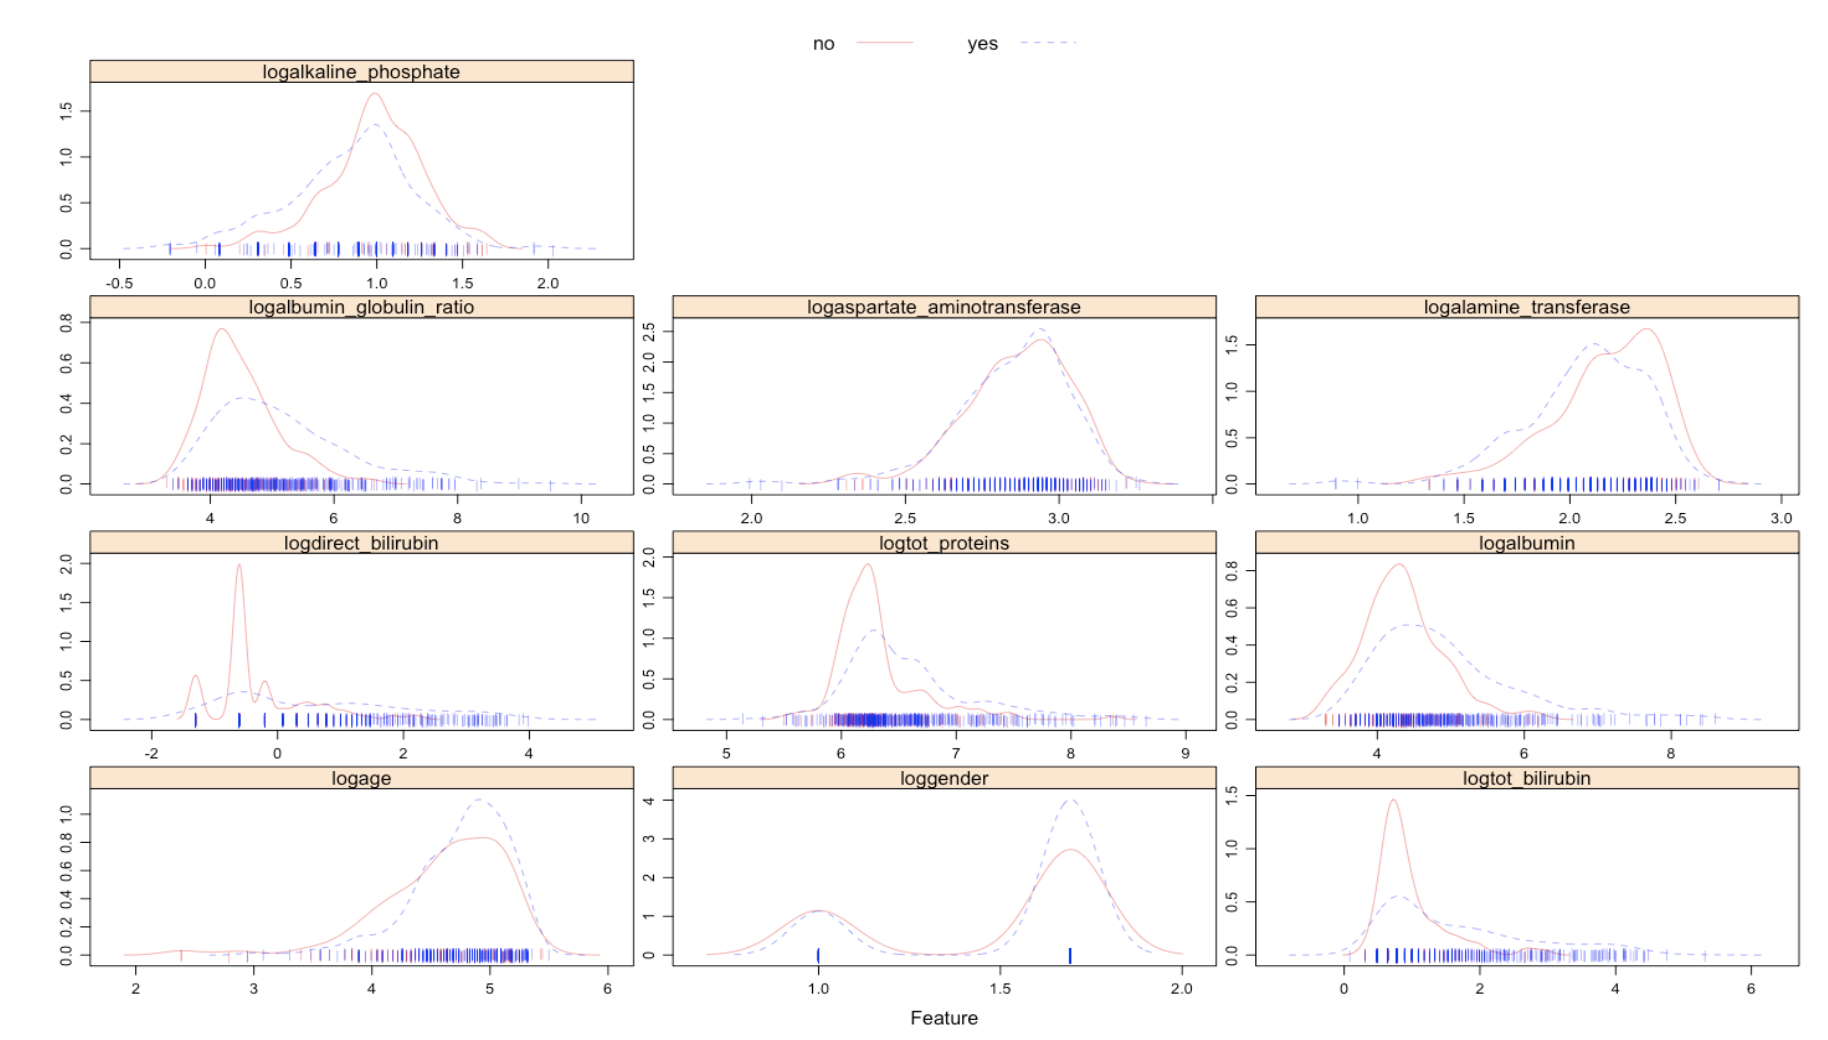 no yes
logalkaline_phosphate
0.0 0.5 1.0 1.5
-0.5 0.0 0.5 1.0 1.5 2.0
logalbumin_globulin_ratio logaspartate_aminotransferase logalamine_transferase
0.0 0.2 0.4 0.6 0.8 0.0 0.5 1.0 1.5 2.0 2.5 0.0 0.5 1.0 1.5
4 6 8 10 2.0 2.5 3.0 1.0 1.5 2.0 2.5 3.0
logdirect_bilirubin logtot_proteins logalbumin
0.0 0.5 1.0 1.5 2.0 0.0 0.5 1.0 1.5 2.0 0.0 0.2 0.4 0.6 0.8
-2 0 2 4 5 6 7 8 9 4 6 8
logage loggender logtot_bilirubin
0.0 0.2 0.4 0.6 0.8 1.0 0 1 2 3 4 0.0 0.5 1.0 1.5
2 3 4 5 6 1.0 1.5 2.0 0 2 4 6
Feature